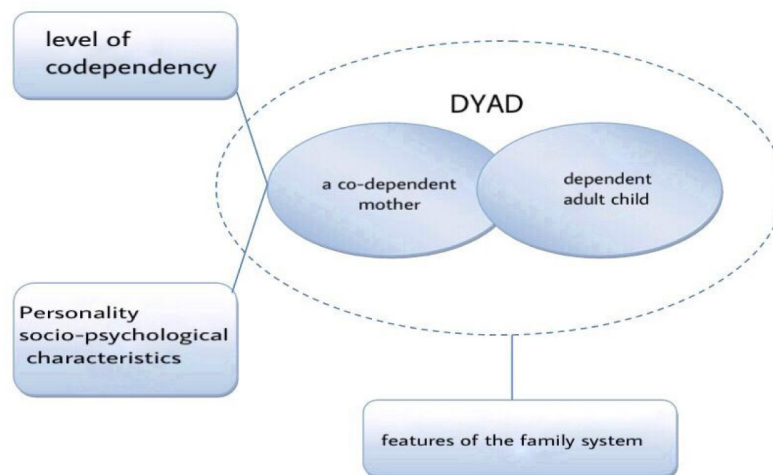 level of
codependency
DYAD
a co-dependent
mother
dependent
adult child
Personality
socio-psychological
characteristics
features of the family system